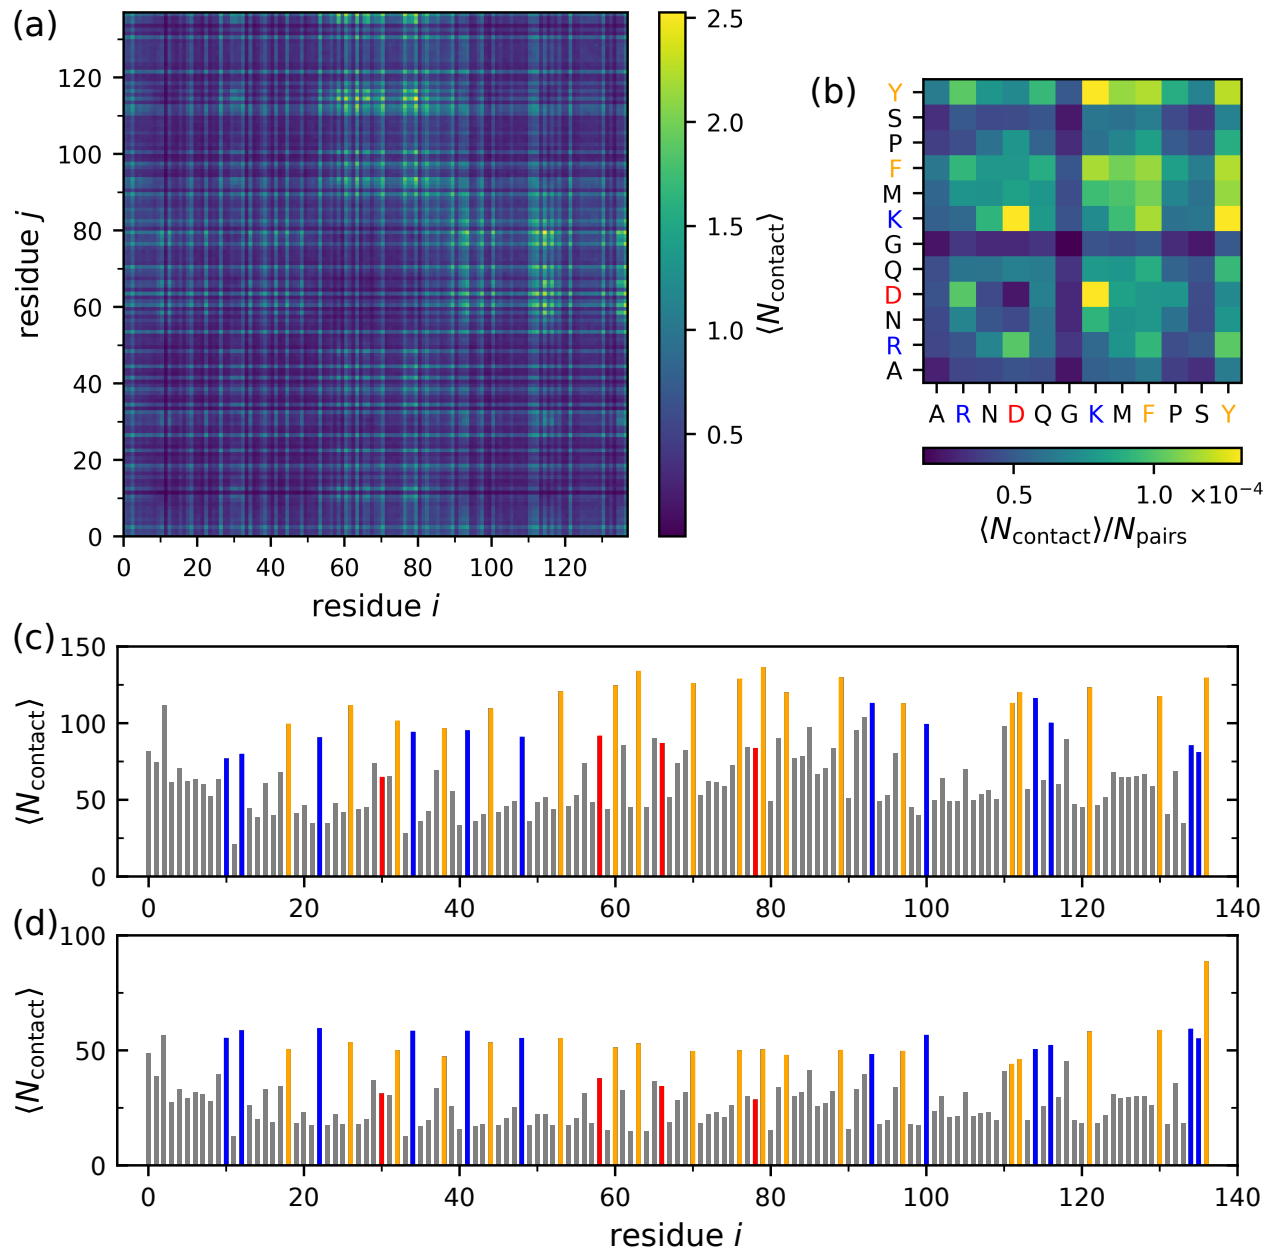 (a)
120
100
80
60
40
20
0
residue j
0 20 40 60 80 100 120
residue i
2.5
2.0
1.5
1.0
0.5
⟨N_contact⟩
(b)
Y
S
P
F
M
K
G
Q
D
N
R
A
A R N D Q G K M F P S Y
0.5 1.0 ×10⁻⁴
⟨N_contact⟩/N_pairs
(c)
150
100
50
0
⟨N_contact⟩
0 20 40 60 80 100 120 140
(d)
100
50
0
⟨N_contact⟩
0 20 40 60 80 100 120 140
residue i